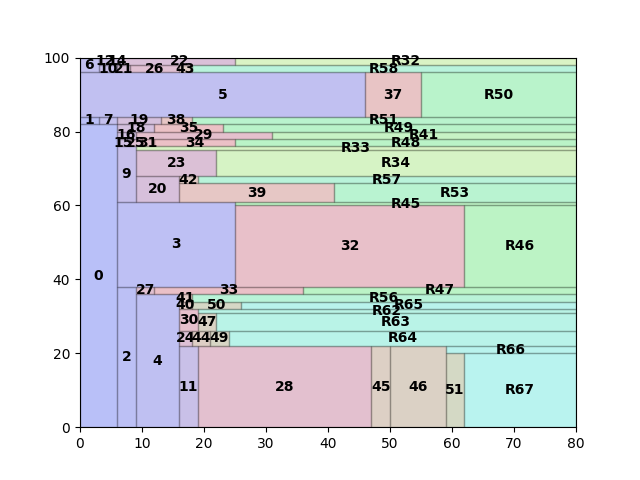 100
6 12 14 22 R32
10 21 26 43 R58
5 37 R50
1 7 19 38 R51
80
18 35 R49
16 29 R41
15 25 31 34 R48
R33
9 23 R34
42 R57
20 39 R53
60
R45
3 32 R46
0
40
27 33 R47
41 R56
40 50 R65
R62
30 47 R63
24 44 49 R64
20
R66
2 4 11 28 45 46 51 R67
0
0 10 20 30 40 50 60 70 80